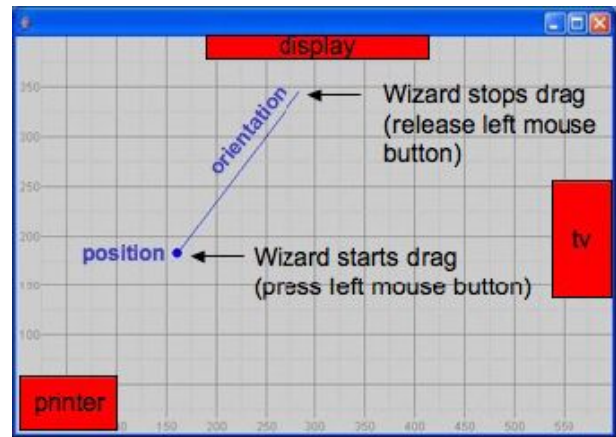 display
350
Wizard stops drag
(release left mouse
button)
orientation
300
250
200
position
Wizard starts drag
(press left mouse button)
tv
150
100
printer
150
200
250
300
350
400
450
500
550